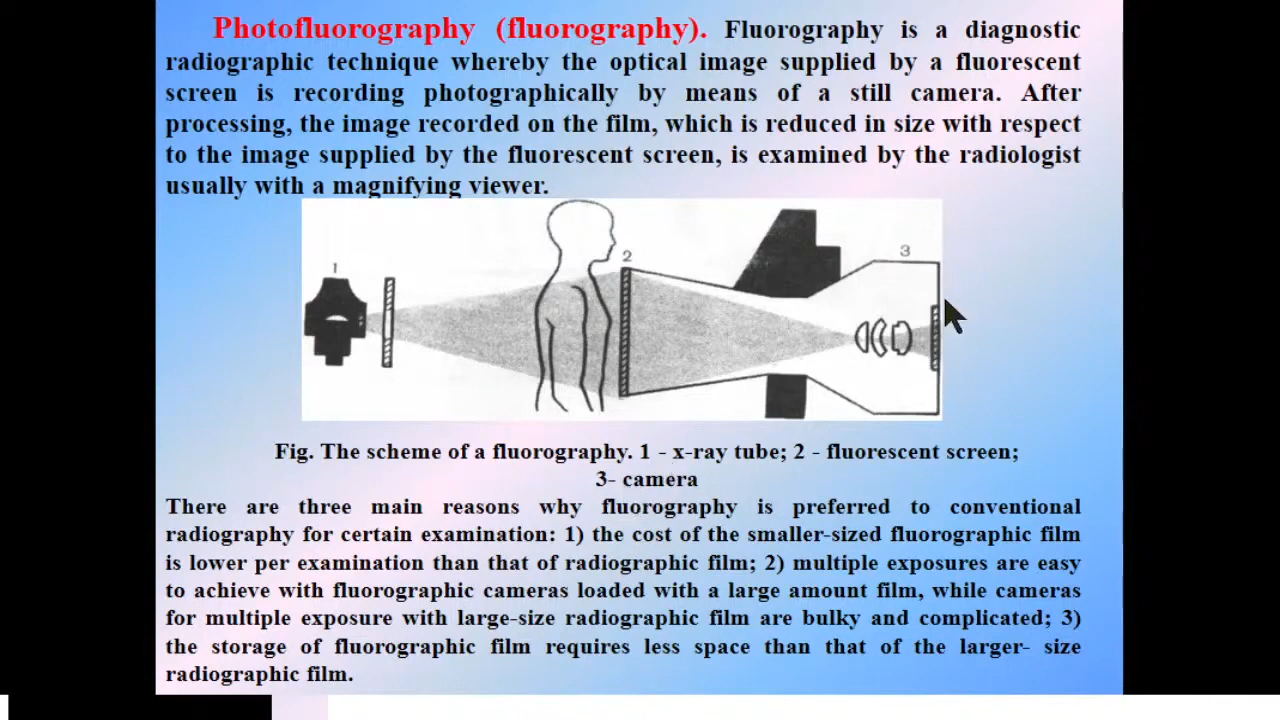 Photofluorography (fluorography). Fluorography is a diagnostic
radiographic technique whereby the optical image supplied by a fluorescent
screen is recording photographically by means of a still camera. After
processing, the image recorded on the film, which is reduced in size with respect
to the image supplied by the fluorescent screen, is examined by the radiologist
usually with a magnifying viewer.
1
2
3
Fig. The scheme of a fluorography. 1 - x-ray tube; 2 - fluorescent screen;
3- camera
There are three main reasons why fluorography is preferred to conventional
radiography for certain examination: 1) the cost of the smaller-sized fluorographic film
is lower per examination than that of radiographic film; 2) multiple exposures are easy
to achieve with fluorographic cameras loaded with a large amount film, while cameras
for multiple exposure with large-size radiographic film are bulky and complicated; 3)
the storage of fluorographic film requires less space than that of the larger- size
radiographic film.